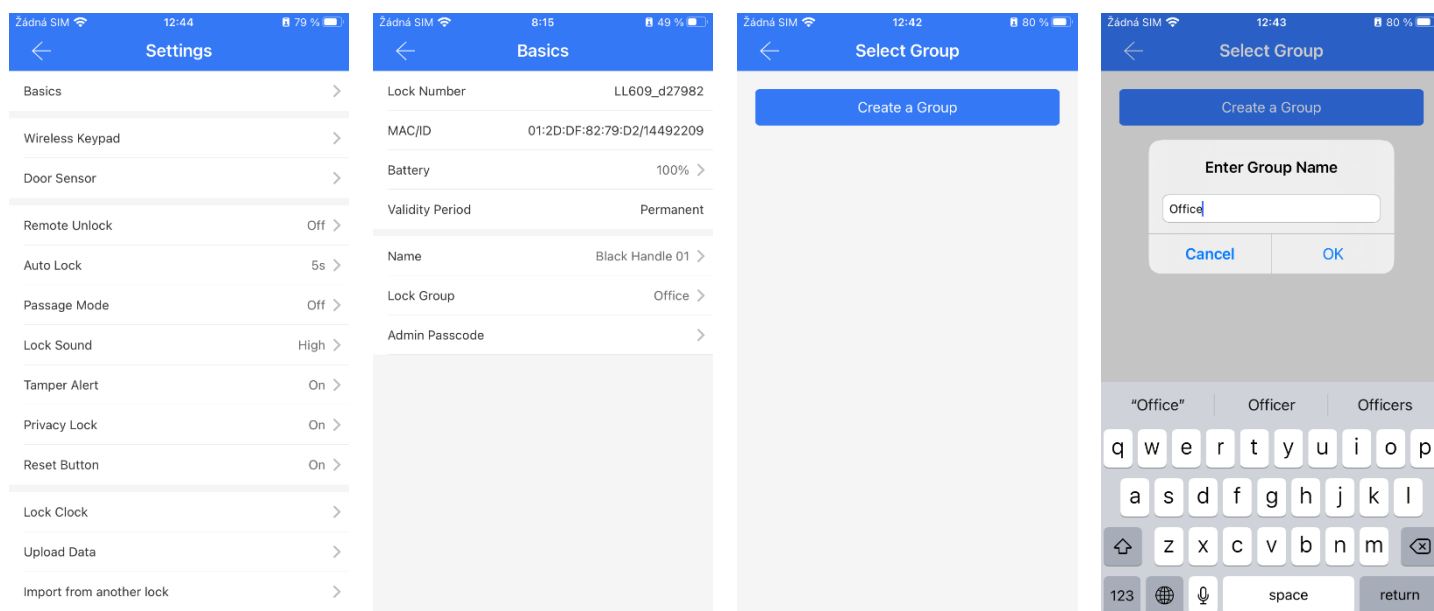 Žádná SIM 12:44 79 %
Settings
Basics
Wireless Keypad
Door Sensor
Remote Unlock Off
Auto Lock 5s
Passage Mode Off
Lock Sound High
Tamper Alert On
Privacy Lock On
Reset Button On
Lock Clock
Upload Data
Import from another lock
Žádná SIM 8:15 49 %
Basics
Lock Number LL609_d27982
MAC/ID 01:2D:DF:82:79:D2/14492209
Battery 100%
Validity Period Permanent
Name Black Handle 01
Lock Group Office
Admin Passcode
Žádná SIM 12:42 80 %
Select Group
Create a Group
Žádná SIM 12:43 80 %
Select Group
Create a Group
Enter Group Name
Office
Cancel OK
“Office” Officer Officers
q w e r t y u i o p
a s d f g h j k l
z x c v b n m
123 space return